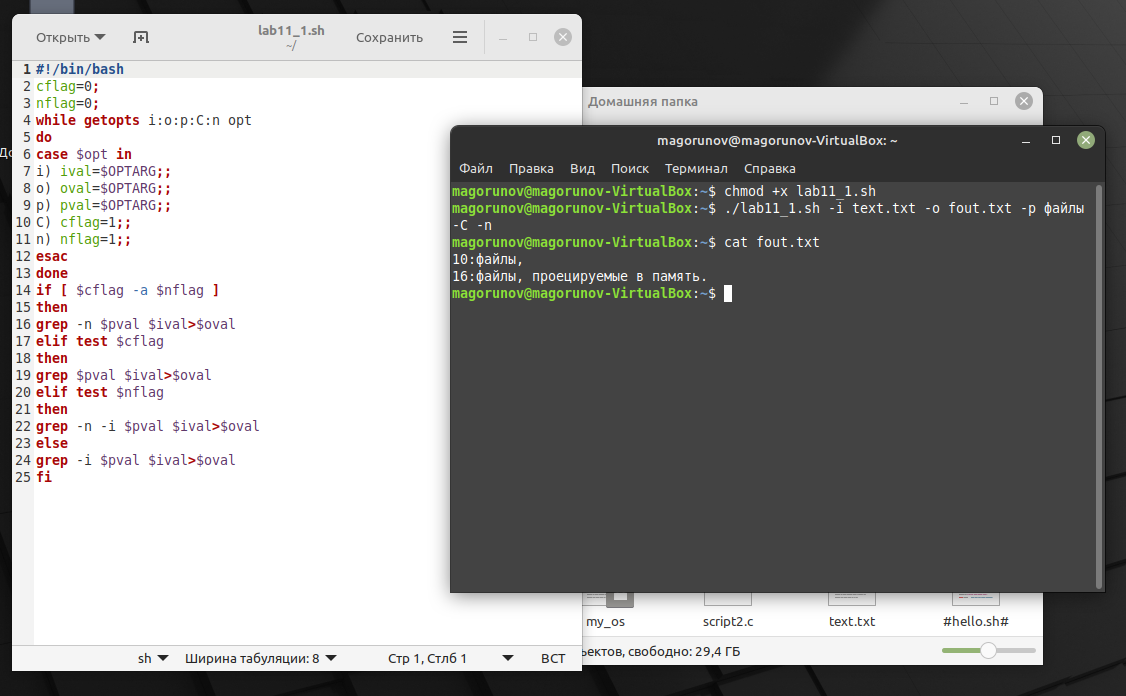 Открыть
lab11_1.sh
~/
Сохранить
1 #!/bin/bash
2 cflag=0;
3 nflag=0;
4 while getopts i:o:p:C:n opt
5 do
6 case $opt in
7 i) ival=$OPTARG;;
8 o) oval=$OPTARG;;
9 p) pval=$OPTARG;;
10 C) cflag=1;;
11 n) nflag=1;;
12 esac
13 done
14 if [ $cflag -a $nflag ]
15 then
16 grep -n $pval $ival>$oval
17 elif test $cflag
18 then
19 grep $pval $ival>$oval
20 elif test $nflag
21 then
22 grep -n -i $pval $ival>$oval
23 else
24 grep -i $pval $ival>$oval
25 fi
sh
Ширина табуляции: 8
Стр 1, Стлб 1
ВСТ
Домашняя папка
magorunov@magorunov-VirtualBox: ~
Файл Правка Вид Поиск Терминал Справка
magorunov@magorunov-VirtualBox:~$ chmod +x lab11_1.sh
magorunov@magorunov-VirtualBox:~$ ./lab11_1.sh -i text.txt -o fout.txt -p файлы
-C -n
magorunov@magorunov-VirtualBox:~$ cat fout.txt
10:файлы,
16:файлы, проецируемые в память.
magorunov@magorunov-VirtualBox:~$
my_os
script2.c
text.txt
#hello.sh#
свободно: 29,4 ГБ